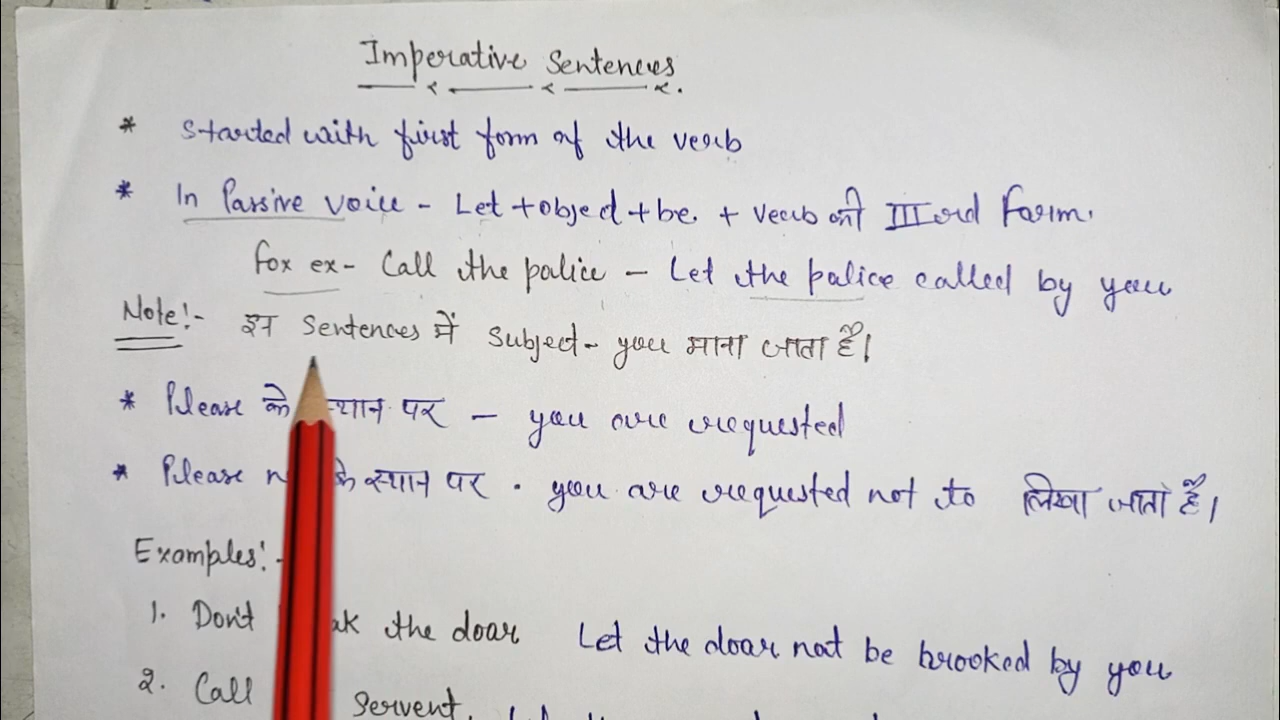 Imperative Sentences
* Started with first form of the verb
* In Passive voice - Let + object + be. + verb की IIIrd form.
for ex - Call the police - Let the police called by you
Note:- इन Sentences में subject - you माना जाता है।
* Please के स्थान पर - you are requested
* Please के स्थान पर . you are requested not to लिखा जाता है।
Examples:-
1. Don't the doar Let the doar not be brooked by you
2. Call servent.